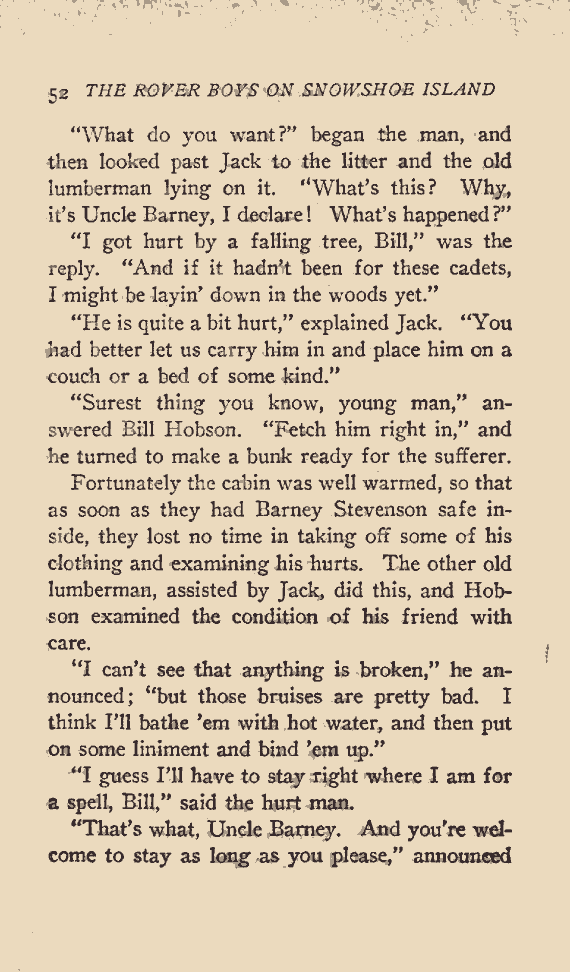 52 THE ROVER BOYS ON SNOWSHOE ISLAND
“What do you want?” began the man, and
then looked past Jack to the litter and the old
lumberman lying on it. “What’s this? Why,
it’s Uncle Barney, I declare! What’s happened?”
“I got hurt by a falling tree, Bill,” was the
reply. “And if it hadn’t been for these cadets,
I might be layin’ down in the woods yet.”
“He is quite a bit hurt,” explained Jack. “You
had better let us carry him in and place him on a
couch or a bed of some kind.”
“Surest thing you know, young man,” an-
swered Bill Hobson. “Fetch him right in,” and
he turned to make a bunk ready for the sufferer.
Fortunately the cabin was well warmed, so that
as soon as they had Barney Stevenson safe in-
side, they lost no time in taking off some of his
clothing and examining his hurts. The other old
lumberman, assisted by Jack, did this, and Hob-
son examined the condition of his friend with
care.
“I can’t see that anything is broken,” he an-
nounced; “but those bruises are pretty bad. I
think I’ll bathe ’em with hot water, and then put
on some liniment and bind ’em up.”
“I guess I’ll have to stay right where I am for
a spell, Bill,” said the hurt man.
“That’s what, Uncle Barney. And you’re wel-
come to stay as long as you please,” announced